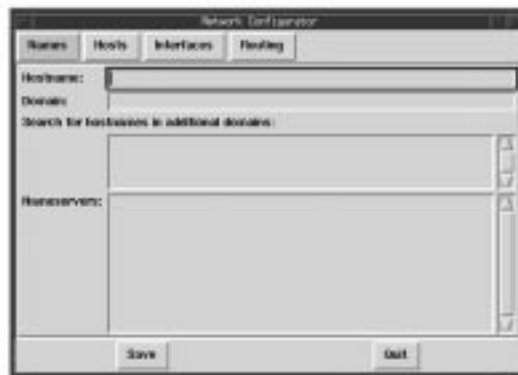 Network Configurator
Names Hosts Interfaces Routing
Hostname:
Domain:
Search for hostnames in additional domains:
Nameservers:
Save Quit